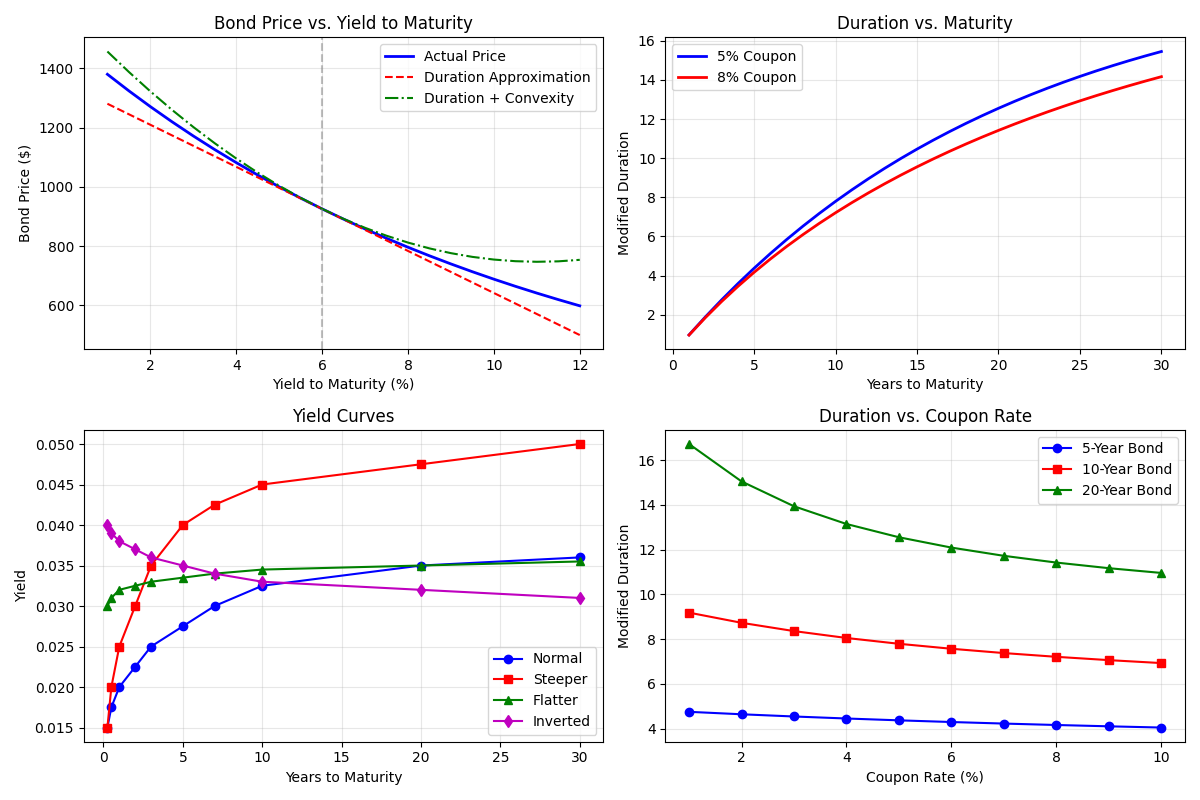 Bond Price vs. Yield to Maturity
Bond Price ($)
1400
1200
1000
800
600
Actual Price
Duration Approximation
Duration + Convexity
2 4 6 8 10 12
Yield to Maturity (%)
Duration vs. Maturity
Modified Duration
16
14
12
10
8
6
4
2
5% Coupon
8% Coupon
0 5 10 15 20 25 30
Years to Maturity
Yield Curves
Yield
0.050
0.045
0.040
0.035
0.030
0.025
0.020
0.015
Normal
Steeper
Flatter
Inverted
0 5 10 15 20 25 30
Years to Maturity
Duration vs. Coupon Rate
Modified Duration
16
14
12
10
8
6
4
5-Year Bond
10-Year Bond
20-Year Bond
2 4 6 8 10
Coupon Rate (%)